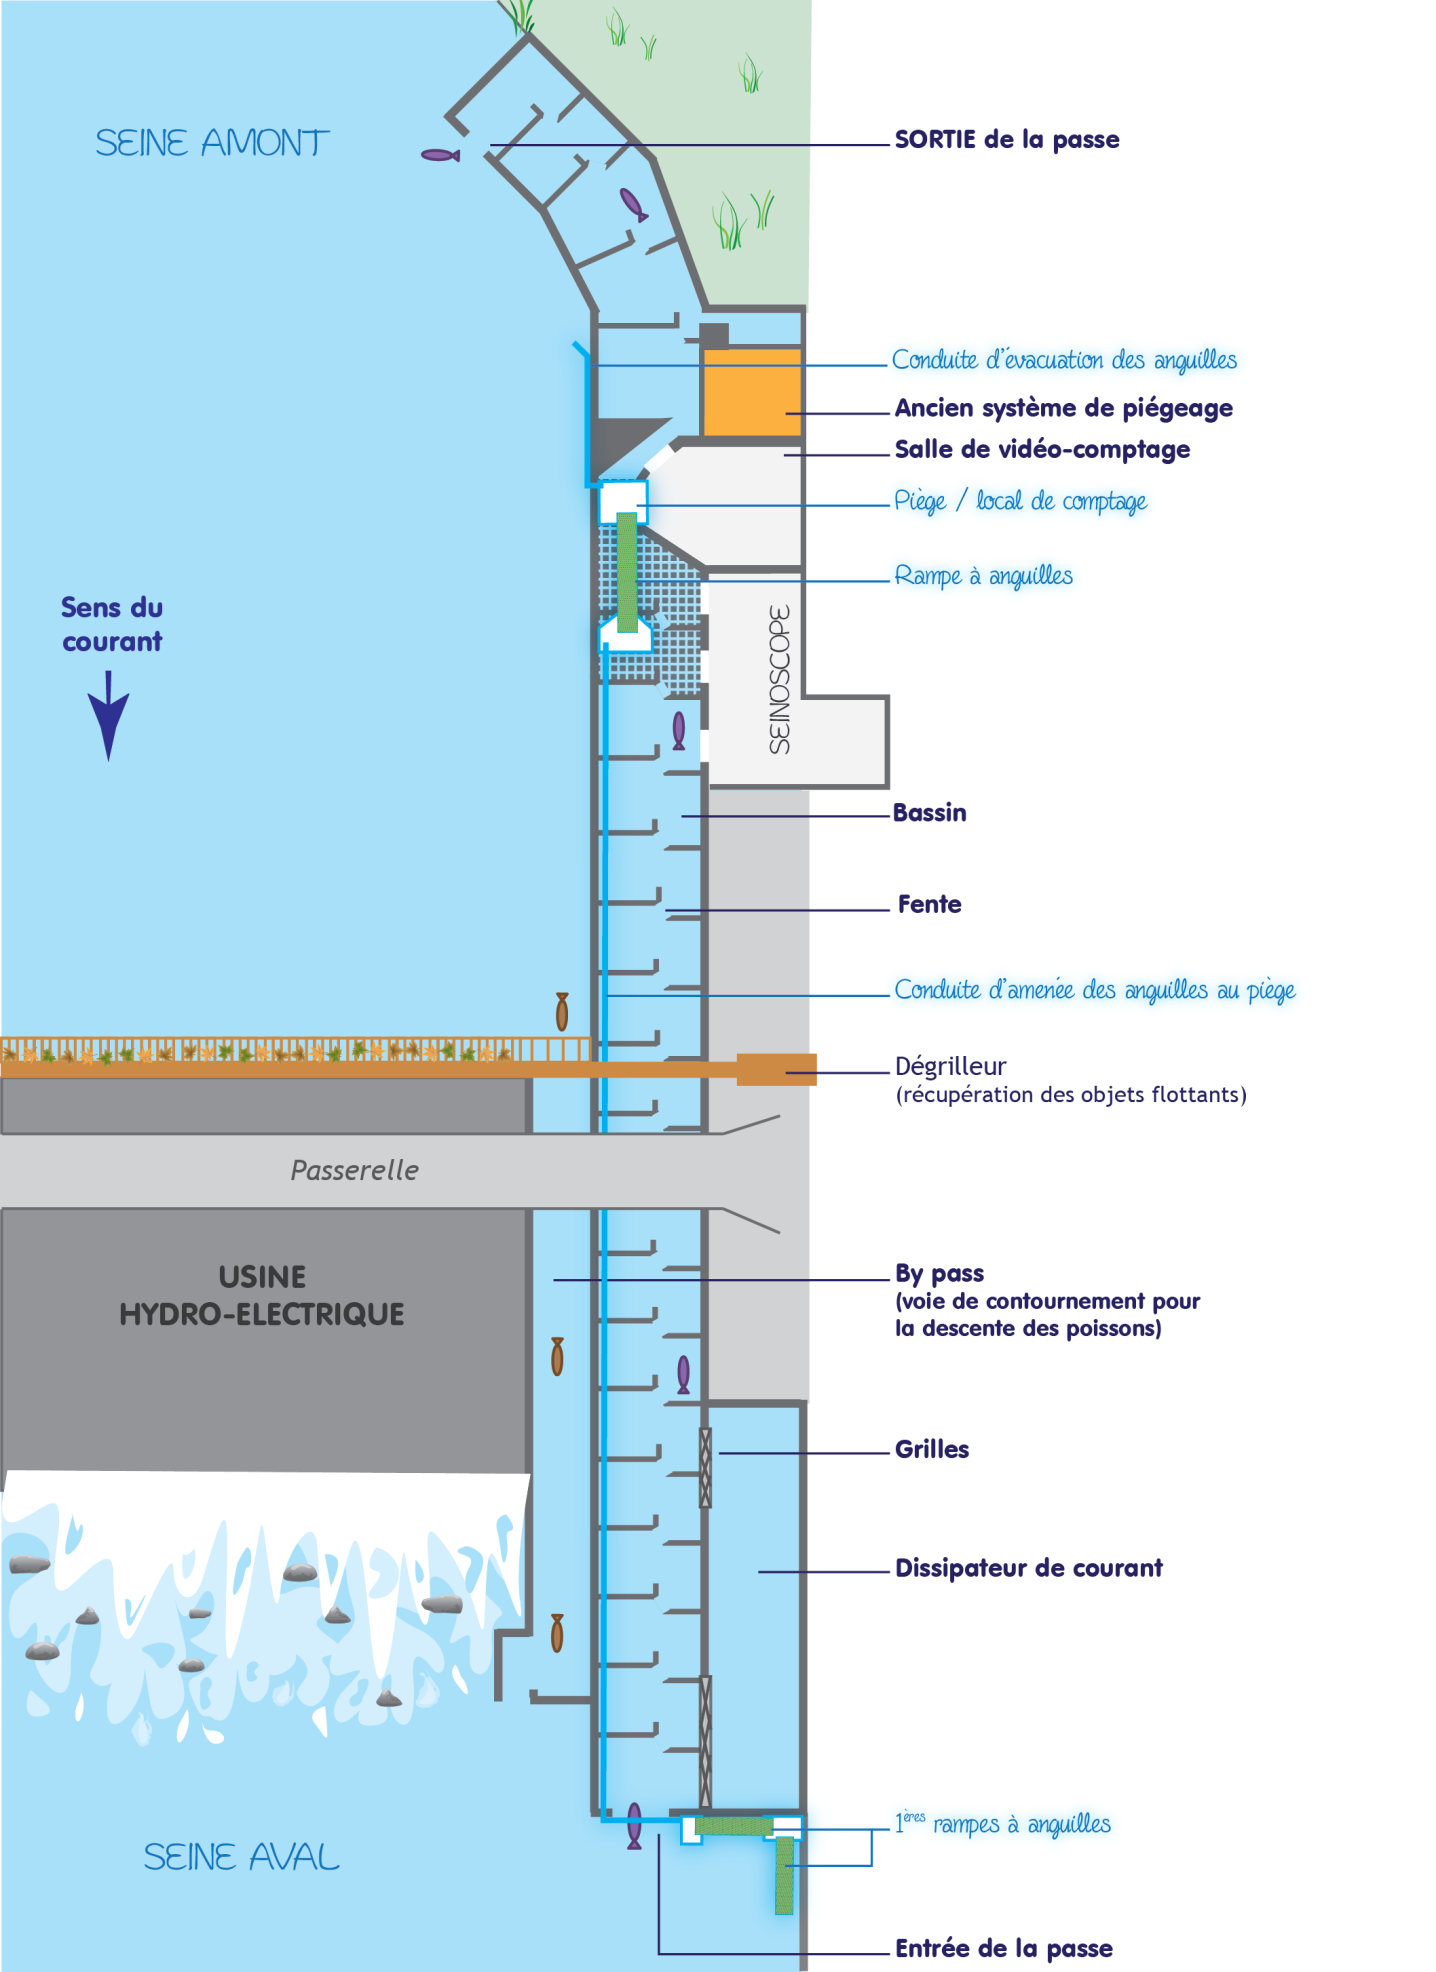 SEINE AMONT
SORTIE de la passe
Conduite d'évacuation des anguilles
Ancien système de piégeage
Salle de vidéo-comptage
Piège / local de comptage
Rampe à anguilles
Sens du
courant
SEINOSCOPE
Bassin
Fente
Conduite d'amenée des anguilles au piège
Dégrilleur
(récupération des objets flottants)
Passerelle
USINE
HYDRO-ELECTRIQUE
By pass
(voie de contournement pour
la descente des poissons)
Grilles
Dissipateur de courant
1ères rampes à anguilles
SEINE AVAL
Entrée de la passe